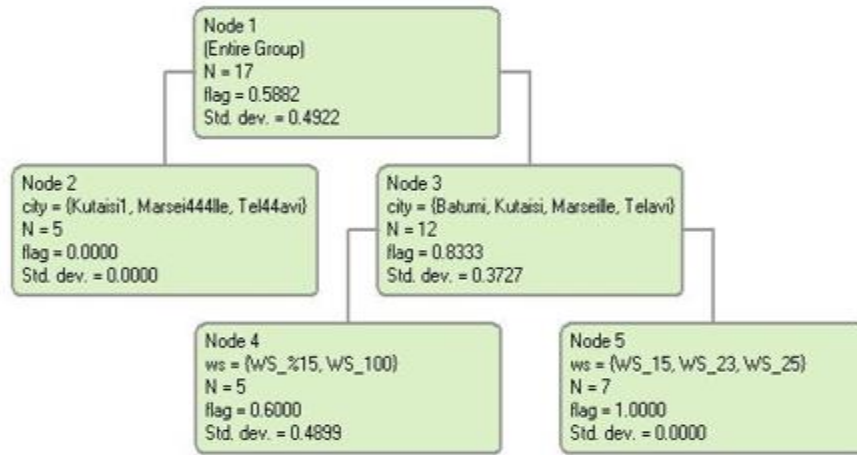 Node 1
(Entire Group)
N = 17
flag = 0.5882
Std. dev. = 0.4922
Node 2
city = {Kutaisi1, Marsei444lle, Tel44avi}
N = 5
flag = 0.0000
Std. dev. = 0.0000
Node 3
city = {Batumi, Kutaisi, Marseille, Telavi}
N = 12
flag = 0.8333
Std. dev. = 0.3727
Node 4
ws = {WS_%15, WS_100}
N = 5
flag = 0.6000
Std. dev. = 0.4899
Node 5
ws = {WS_15, WS_23, WS_25}
N = 7
flag = 1.0000
Std. dev. = 0.0000